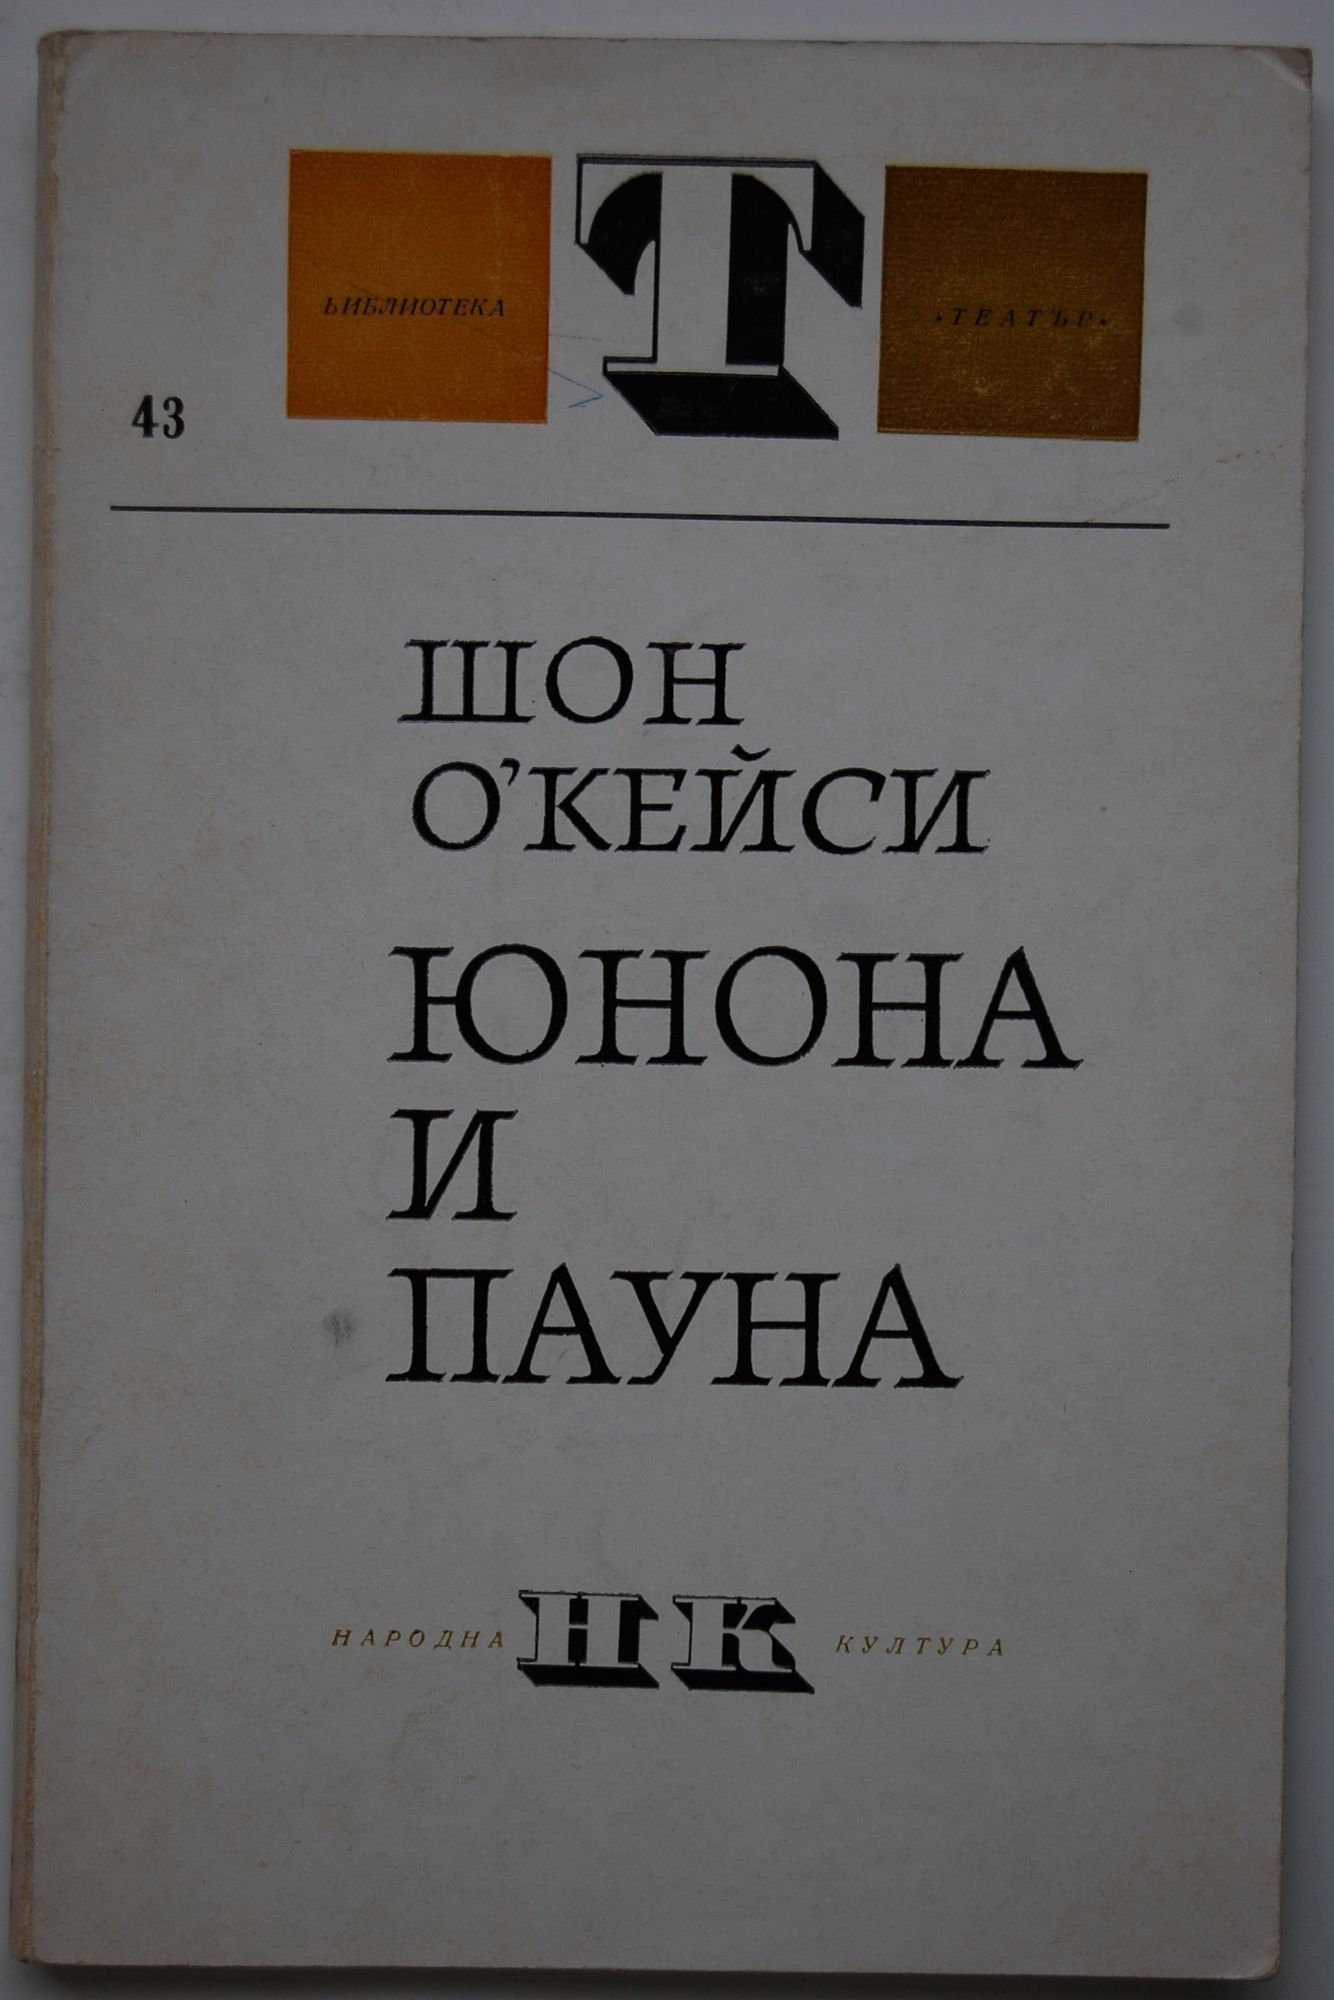 БИБЛИОТЕКА Т •ТЕАТЪР•
43
ШОН
О'КЕЙСИ
ЮНОНА
И
ПАУНА
НАРОДНА НК КУЛТУРА